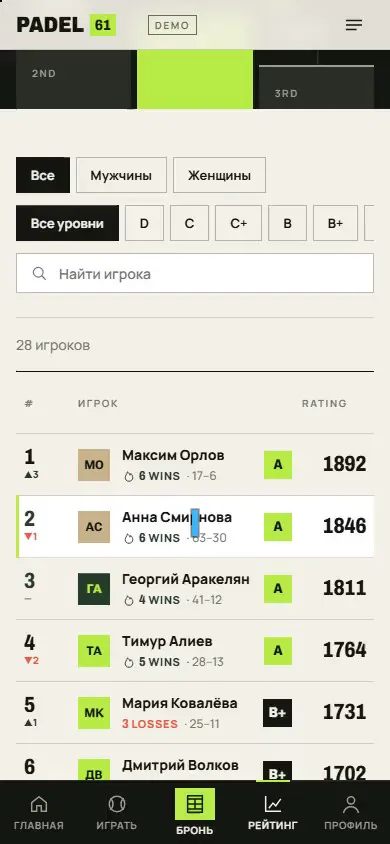 PADEL 61 DEMO
2ND
3RD
Все Мужчины Женщины
Все уровни D C C+ B B+
Найти игрока
28 игроков
# ИГРОК RATING
1 МО Максим Орлов A 1892
▲3 6 WINS · 17–6
2 АС Анна Смирнова A 1846
▼1 6 WINS · 63–30
3 ГА Георгий Аракелян A 1811
– 4 WINS · 41–12
4 ТА Тимур Алиев A 1764
▼2 5 WINS · 28–13
5 МК Мария Ковалёва B+ 1731
▲1 3 LOSSES · 25–11
6 ДВ Дмитрий Волков B+ 1702
ГЛАВНАЯ ИГРАТЬ БРОНЬ РЕЙТИНГ ПРОФИЛЬ